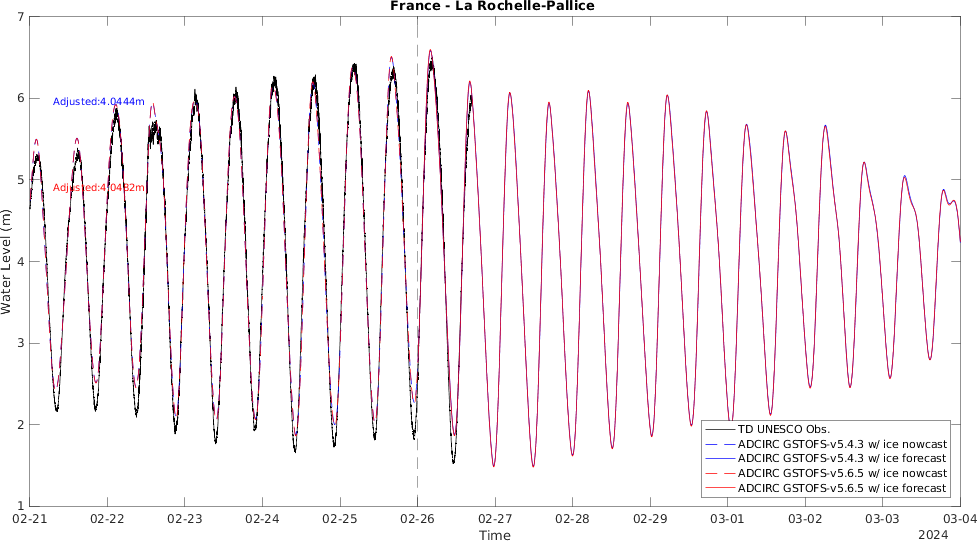 France - La Rochelle-Pallice
7
6
5
4
3
2
1
Water Level (m)
Adjusted:4.0444m
Adjusted:4.0482m
TD UNESCO Obs.
ADCIRC GSTOFS-v5.4.3 w/ ice nowcast
ADCIRC GSTOFS-v5.4.3 w/ ice forecast
ADCIRC GSTOFS-v5.6.5 w/ ice nowcast
ADCIRC GSTOFS-v5.6.5 w/ ice forecast
02-21 02-22 02-23 02-24 02-25 02-26 02-27 02-28 02-29 03-01 03-02 03-03 03-04
Time
2024